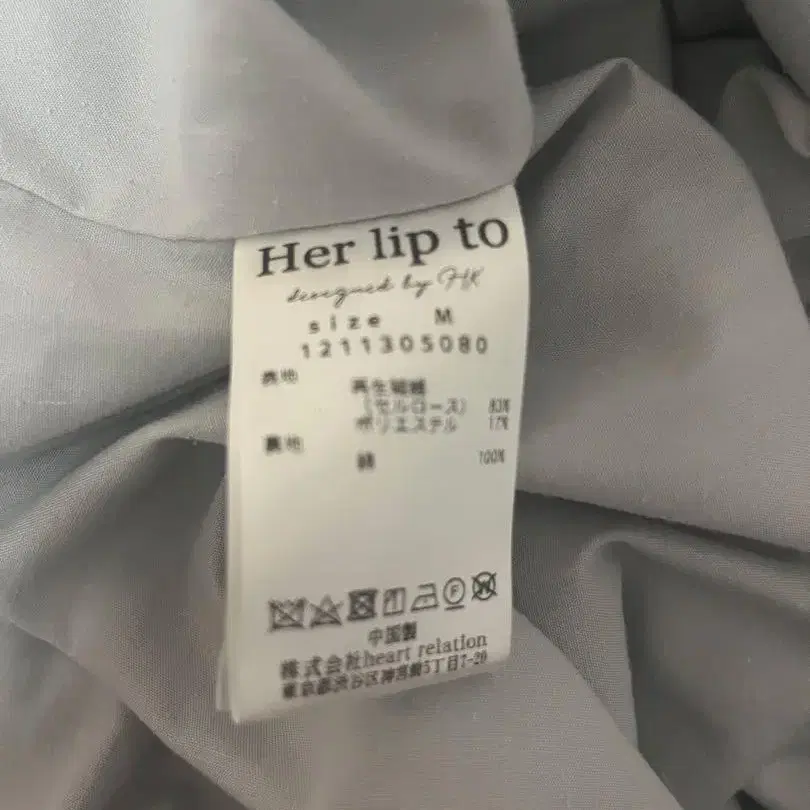 Her lip to
designed by HK
size M
1211305080
表地 再生繊維
(セルロース) 83%
ポリエステル 17%
裏地
綿 100%
中国製
株式会社heart relation
東京都渋谷区神宮前5丁目7-20